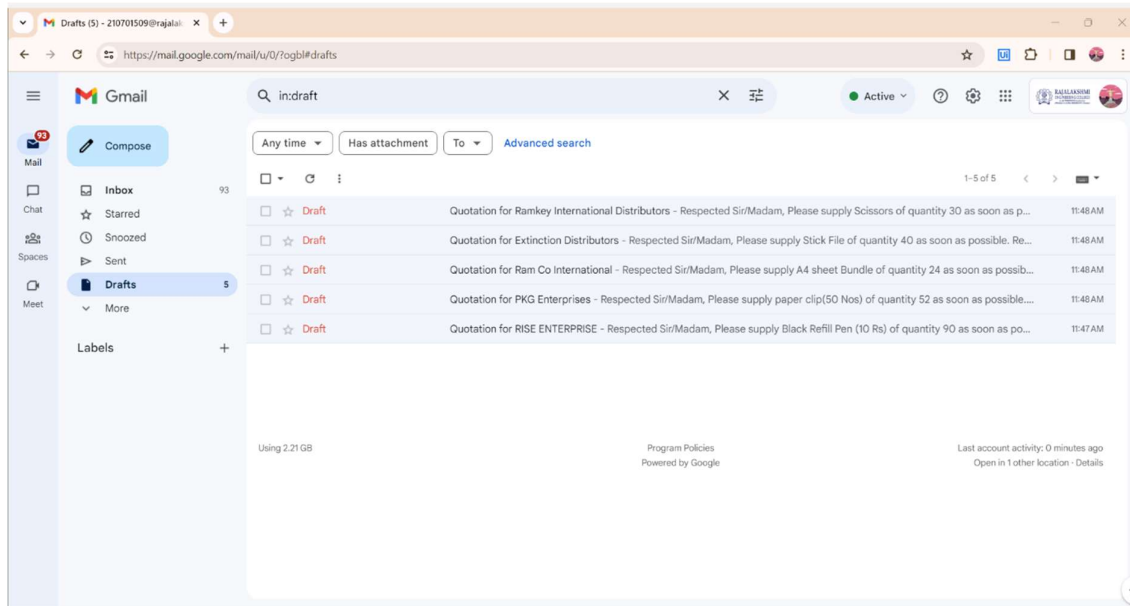 Drafts (5) - 210701509@rajalak
https://mail.google.com/mail/u/0/?ogbl#drafts
Ui
Gmail
in:draft
Active
RAJALAKSHMI
ENGINEERING COLLEGE
93
Mail
Compose
Any time
Has attachment
To
Advanced search
1–5 of 5
Inbox 93
Chat
Starred
Snoozed
Spaces
Sent
Drafts 5
Meet
More
Labels
Draft Quotation for Ramkey International Distributors - Respected Sir/Madam, Please supply Scissors of quantity 30 as soon as p... 11:48 AM
Draft Quotation for Extinction Distributors - Respected Sir/Madam, Please supply Stick File of quantity 40 as soon as possible. Re... 11:48 AM
Draft Quotation for Ram Co International - Respected Sir/Madam, Please supply A4 sheet Bundle of quantity 24 as soon as possib... 11:48 AM
Draft Quotation for PKG Enterprises - Respected Sir/Madam, Please supply paper clip(50 Nos) of quantity 52 as soon as possible.... 11:48 AM
Draft Quotation for RISE ENTERPRISE - Respected Sir/Madam, Please supply Black Refill Pen (10 Rs) of quantity 90 as soon as po... 11:47 AM
Using 2.21 GB
Program Policies
Powered by Google
Last account activity: 0 minutes ago
Open in 1 other location · Details